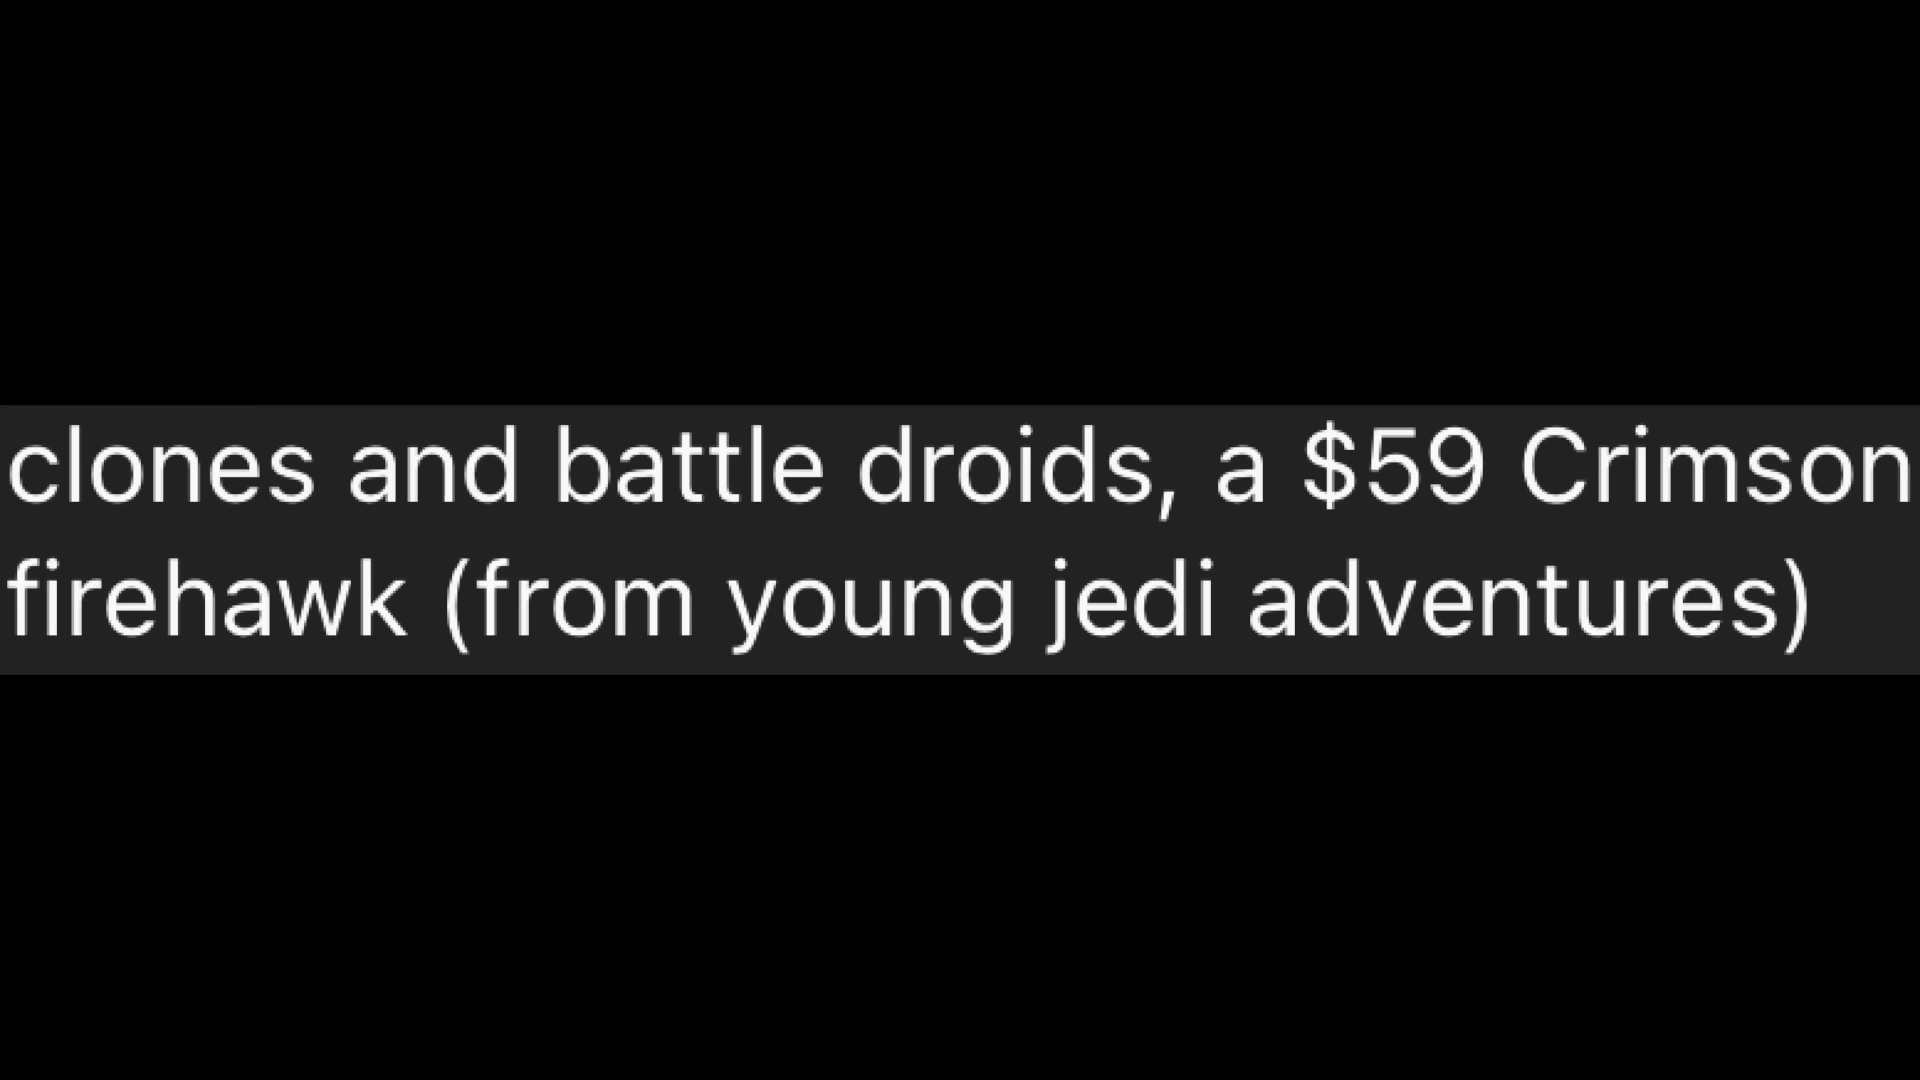 clones and battle droids, a $59 Crimson
firehawk (from young jedi adventures)